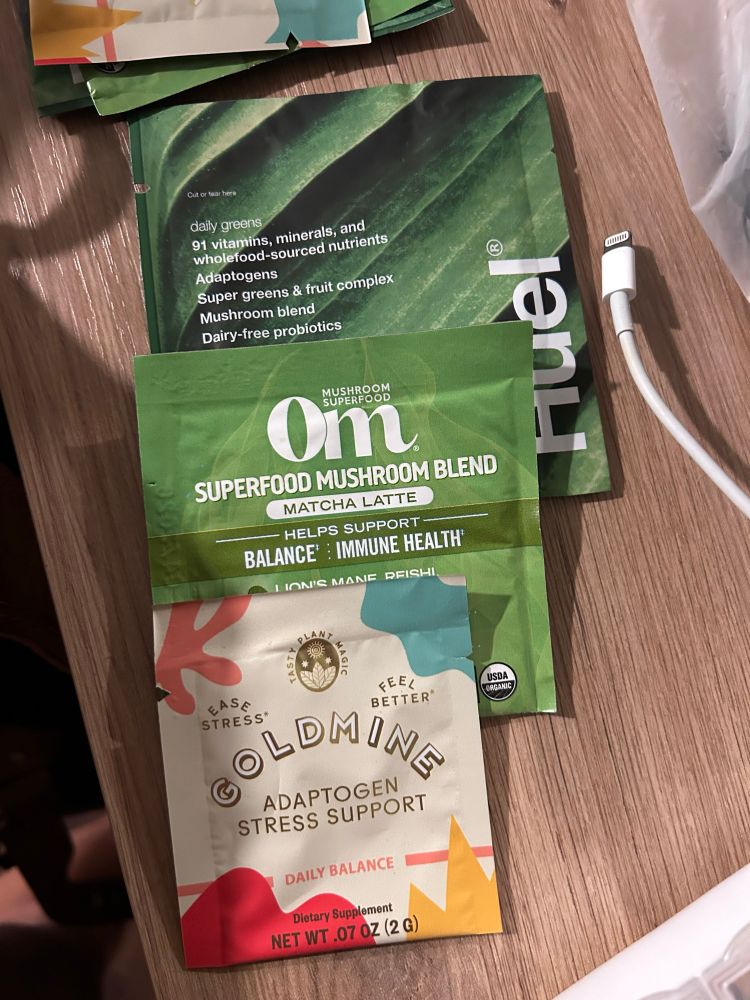 Cut or tear here
daily greens
91 vitamins, minerals, and
wholefood-sourced nutrients
Adaptogens
Super greens & fruit complex
Mushroom blend
Dairy-free probiotics
Huel®
MUSHROOM
SUPERFOOD
Om®
SUPERFOOD MUSHROOM BLEND
MATCHA LATTE
HELPS SUPPORT
BALANCE‡ IMMUNE HEALTH‡
LION'S MANE, REISHI,
USDA
ORGANIC
TASTY PLANT MAGIC
EASE
STRESS*
FEEL
BETTER*
GOLDMINE
ADAPTOGEN
STRESS SUPPORT
DAILY BALANCE
Dietary Supplement
NET WT .07 OZ (2 G)